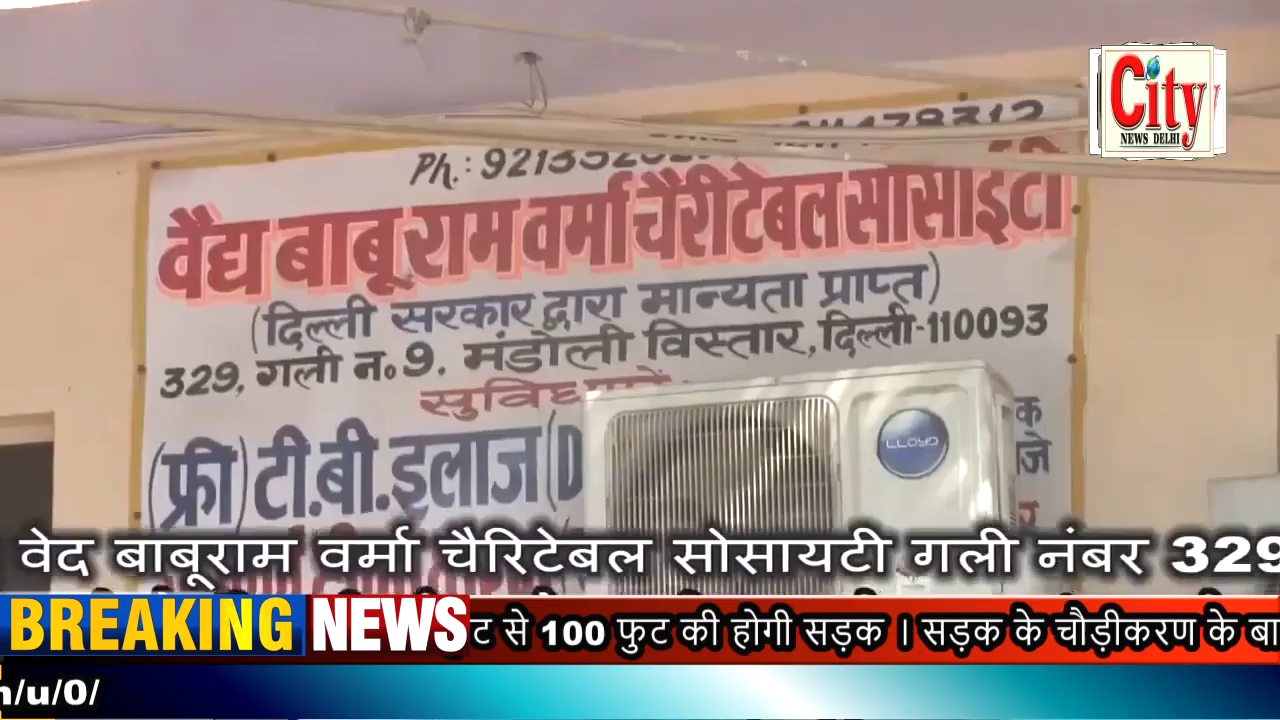 City
NEWS DELHI
Ph.:
वैद्य बाबू राम वर्मा चैरीटेबल सोसाइटी
(दिल्ली सरकार द्वारा मान्यता प्राप्त)
329, गली न॰ 9, मंडोली विस्तार, दिल्ली-110093
(फ्री) टी.बी. इलाज (D
LLOYD
वेद बाबूराम वर्मा चैरिटेबल सोसायटी गली नंबर 329
BREAKING NEWS
ट से 100 फुट की होगी सड़क । सड़क के चौड़ीकरण के बा
/u/0/